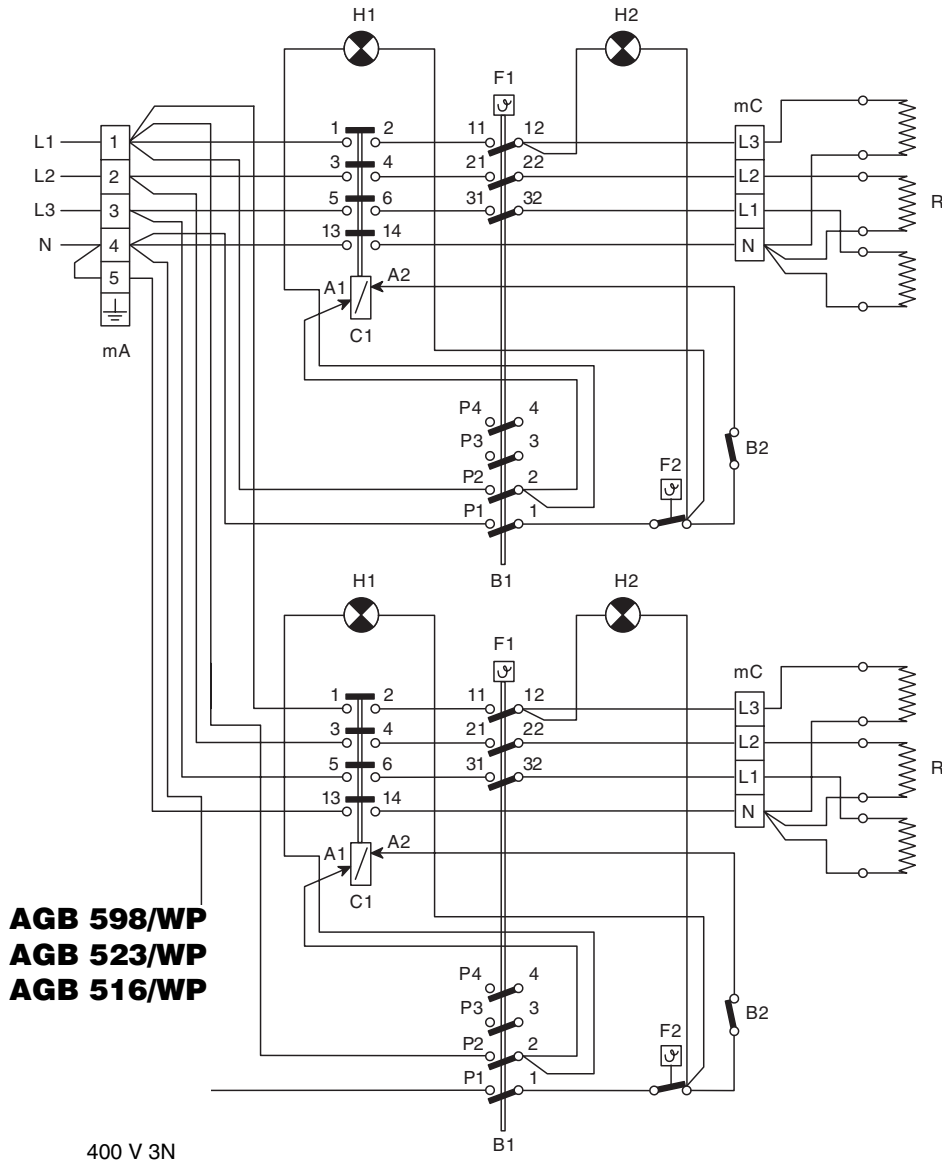 H1 H2
F1
ϑ
mC
L1 1 1 2 11 12 L3
L2 2 3 4 21 22 L2
R
L3 3 5 6 31 32 L1
N 4 13 14 N
5 A1 A2
C1
mA
P4 4
P3 3 B2
P2 2 F2
ϑ
P1 1
B1
H1 H2
F1
ϑ
mC
1 2 11 12 L3
3 4 21 22 L2
R
5 6 31 32 L1
13 14 N
A1 A2
C1
AGB 598/WP
AGB 523/WP
AGB 516/WP
P4 4
P3 3 B2
P2 2 F2
ϑ
P1 1
B1
400 V 3N